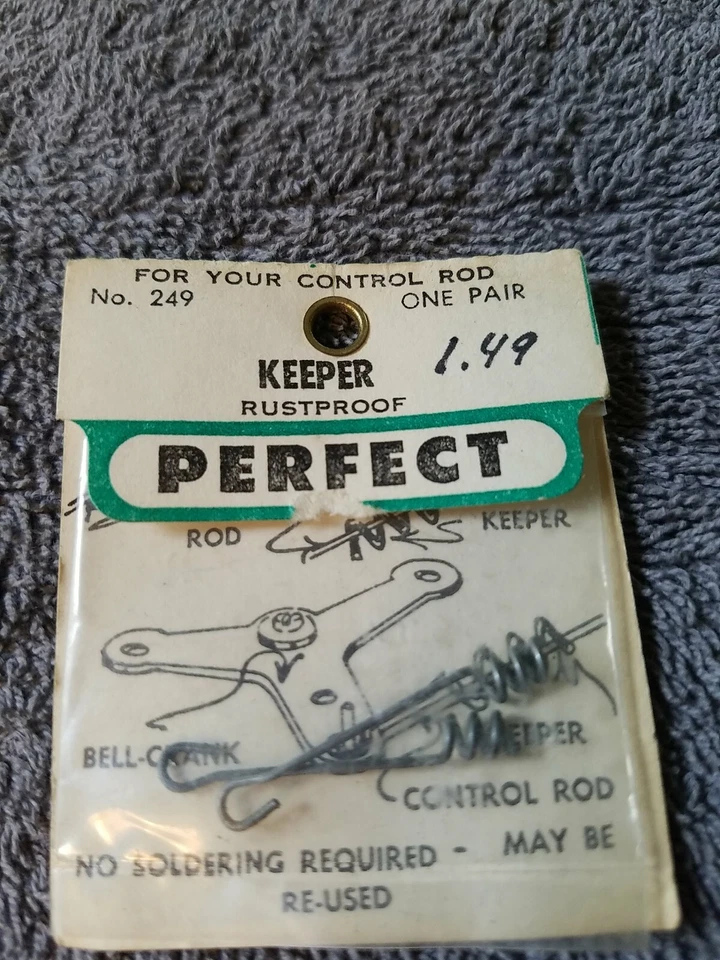 FOR YOUR CONTROL ROD
No. 249 ONE PAIR
KEEPER 1.49
RUSTPROOF
PERFECT
ROD KEEPER
BELL-CRANK KEEPER
CONTROL ROD
NO SOLDERING REQUIRED - MAY BE
RE-USED